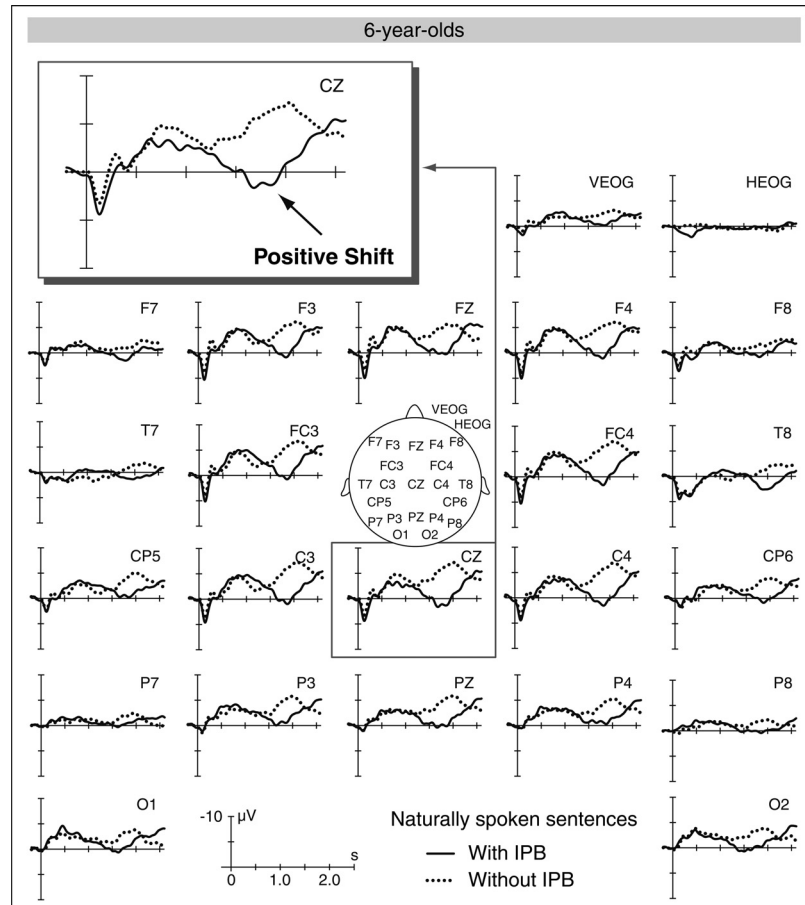 6-year-olds
CZ
Positive Shift
VEOG
HEOG
F7
F3
FZ
F4
F8
VEOG
HEOG
F7 F3 FZ F4 F8
FC3 FC4
T7 C3 CZ C4 T8
CP5 CP6
P7 P3 PZ P4 P8
O1 O2
T7
FC3
FC4
T8
CP5
C3
CZ
C4
CP6
P7
P3
PZ
P4
P8
O1
-10 µV
s
0 1.0 2.0
Naturally spoken sentences
With IPB
Without IPB
O2